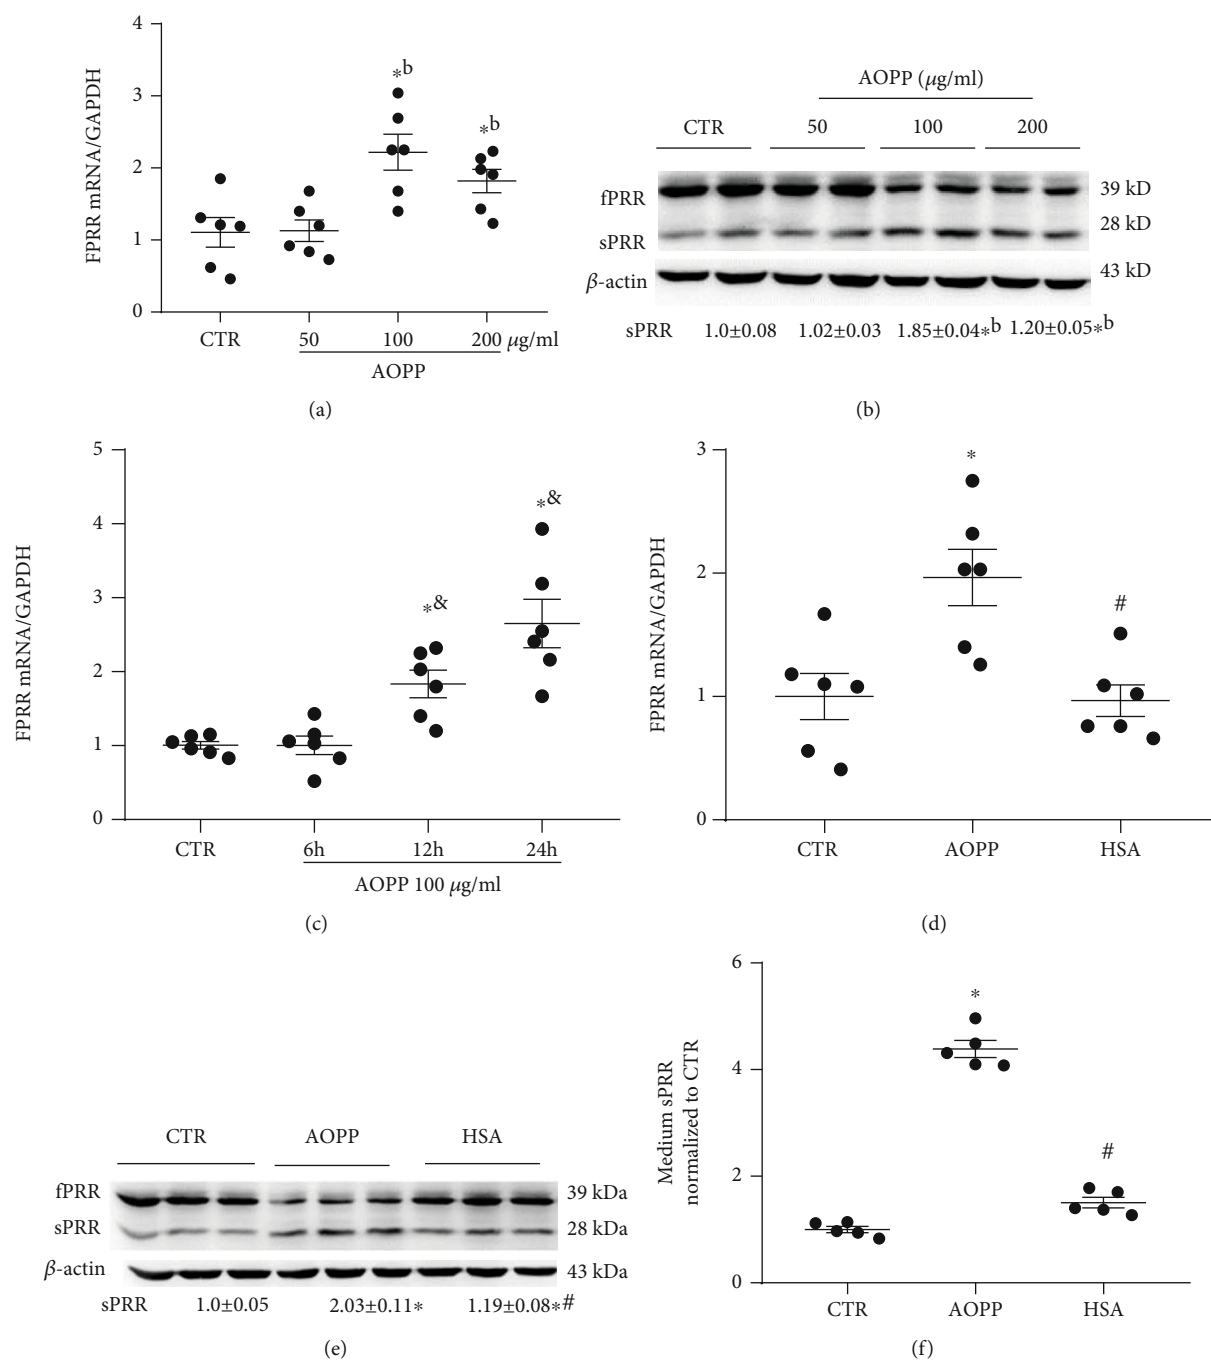 FPRR mRNA/GAPDH
4
3
2
1
0
*b
*b
CTR
50
100
200 μg/ml
AOPP
(a)
AOPP (μg/ml)
CTR
50
100
200
fPRR
39 kD
sPRR
28 kD
β-actin
43 kD
sPRR 1.0±0.08 1.02±0.03 1.85±0.04*b 1.20±0.05*b
(b)
FPRR mRNA/GAPDH
5
4
3
2
1
0
*&
*&
CTR
6h
12h
24h
AOPP 100 μg/ml
(c)
FPRR mRNA/GAPDH
3
2
1
0
*
#
CTR
AOPP
HSA
(d)
CTR
AOPP
HSA
fPRR
39 kDa
sPRR
28 kDa
β-actin
43 kDa
sPRR 1.0±0.05 2.03±0.11* 1.19±0.08*#
(e)
Medium sPRR
normalized to CTR
6
4
2
0
*
#
CTR
AOPP
HSA
(f)